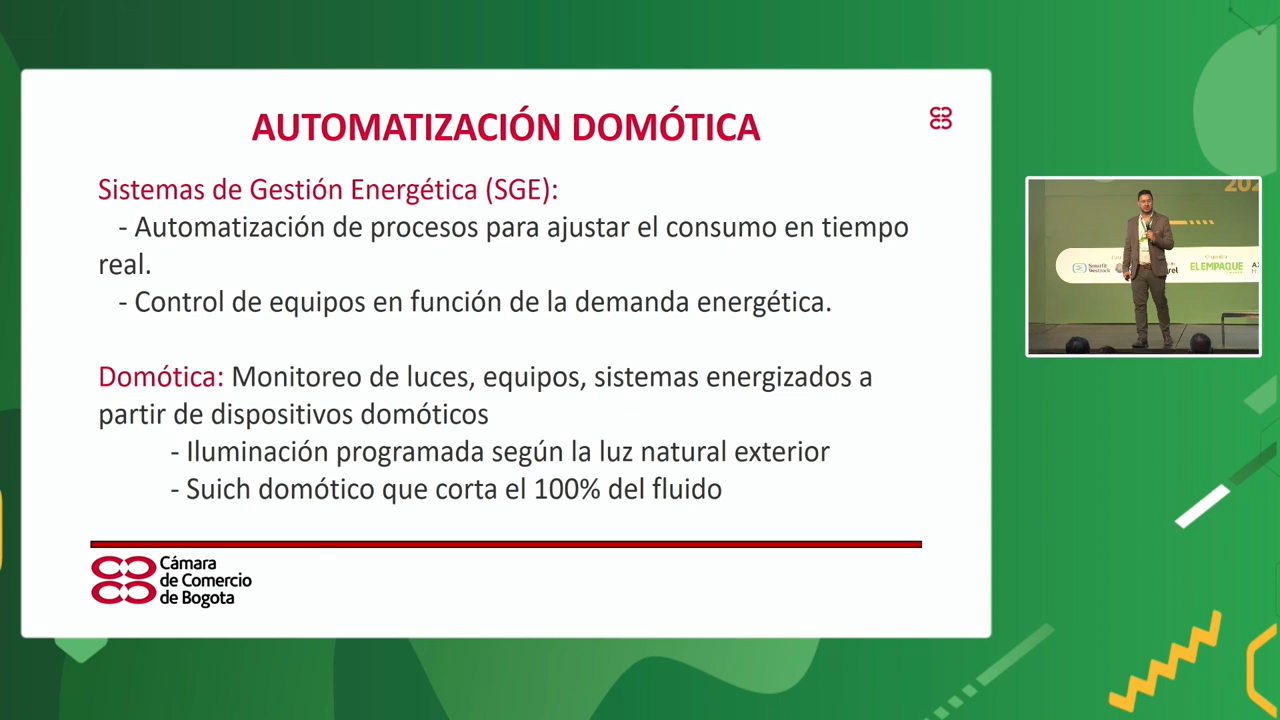 AUTOMATIZACIÓN DOMÓTICA
Sistemas de Gestión Energética (SGE):
- Automatización de procesos para ajustar el consumo en tiempo
real.
- Control de equipos en función de la demanda energética.
Domótica: Monitoreo de luces, equipos, sistemas energizados a
partir de dispositivos domóticos
- Iluminación programada según la luz natural exterior
- Suich domótico que corta el 100% del fluido
Cámara
de Comercio
de Bogota
202
Smurfit
Westrock
EL EMPAQUE